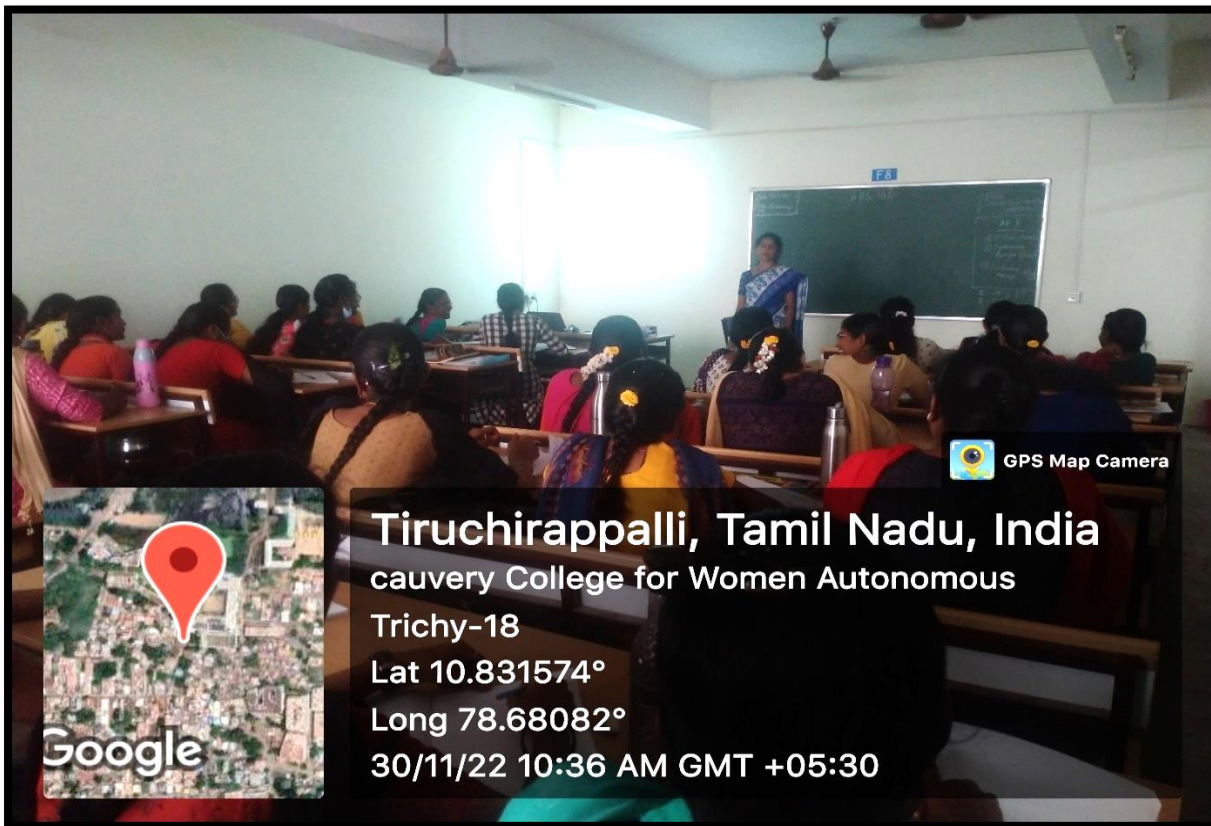 F8
GPS Map Camera
Tiruchirappalli, Tamil Nadu, India
cauvery College for Women Autonomous
Trichy-18
Lat 10.831574°
Long 78.68082°
30/11/22 10:36 AM GMT +05:30
Google